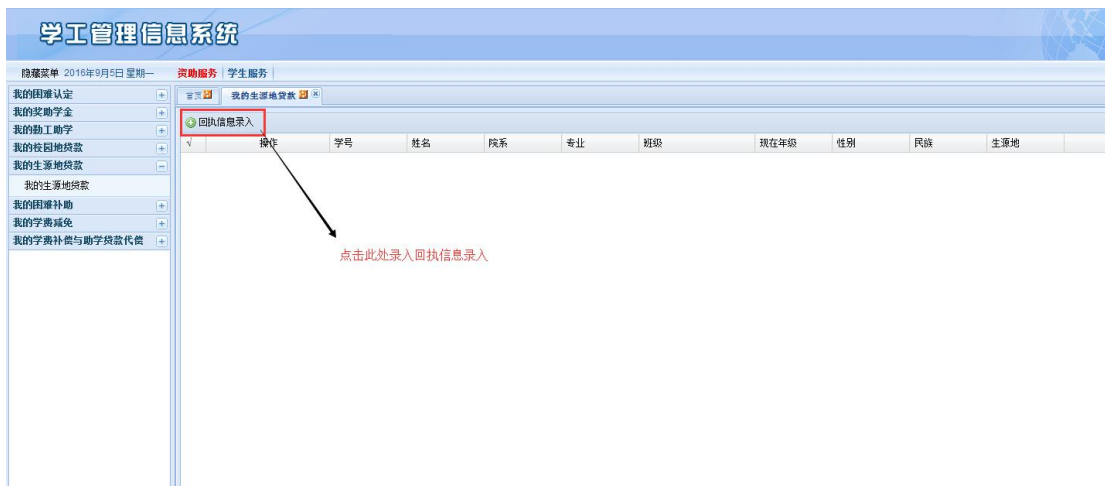 学工管理信息系统
隐藏菜单 2016年9月5日 星期一 资助服务 学生服务
我的困难认定
首页 我的生源地贷款
我的奖助学金
回执信息录入
我的勤工助学
√ 操作 学号 姓名 院系 专业 班级 现在年级 性别 民族 生源地
我的校园地贷款
我的生源地贷款
我的生源地贷款
我的困难补助
我的学费减免
我的学费补偿与助学贷款代偿
点击此处录入回执信息录入